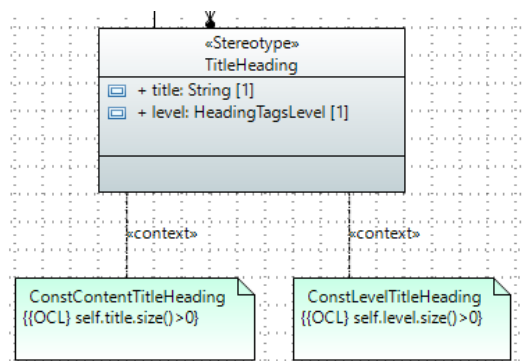 «Stereotype»
TitleHeading
+ title: String [1]
+ level: HeadingTagsLevel [1]
«context»
«context»
ConstContentTitleHeading
{{OCL} self.title.size()>0}
ConstLevelTitleHeading
{{OCL} self.level.size()>0}